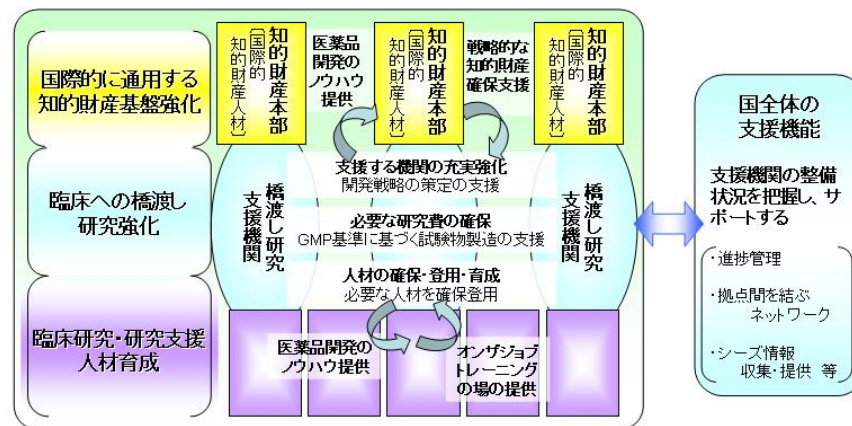 国際的に通用する
知的財産基盤強化
臨床への橋渡し
研究強化
臨床研究・研究支援
人材育成
知的財産本部
〔国際的
知的財産人材〕
医薬品
開発の
ノウハウ
提供
知的財産本部
〔国際的
知的財産人材〕
戦略的な
知的財産
確保支援
知的財産本部
〔国際的
知的財産人材〕
橋渡し研究
支援機関
支援する機関の充実強化
開発戦略の策定の支援
必要な研究費の確保
GMP基準に基づく試験物製造の支援
人材の確保・登用・育成
必要な人材を確保登用
橋渡し研究
支援機関
医薬品開発の
ノウハウ提供
オンザジョブ
トレーニング
の場の提供
国全体の
支援機能
支援機関の整備
状況を把握し、サ
ポートする
・進捗管理
・拠点間を結ぶ
ネットワーク
・シーズ情報
収集・提供 等